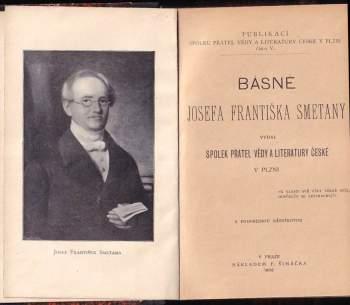 Josef František Smetana
PUBLIKACÍ
SPOLKU PŘÁTEL VĚDY A LITERATURY ČESKÉ V PLZNI
ČÍSLO V.
BÁSNĚ
JOSEFA FRANTIŠKA SMETANY
VYDAL
SPOLEK PŘÁTEL VĚDY A LITERATURY ČESKÉ
V PLZNI
S PODOBIZNOU BÁSNÍKOVOU
V PRAZE
NÁKLADEM F. ŠIMÁČKA